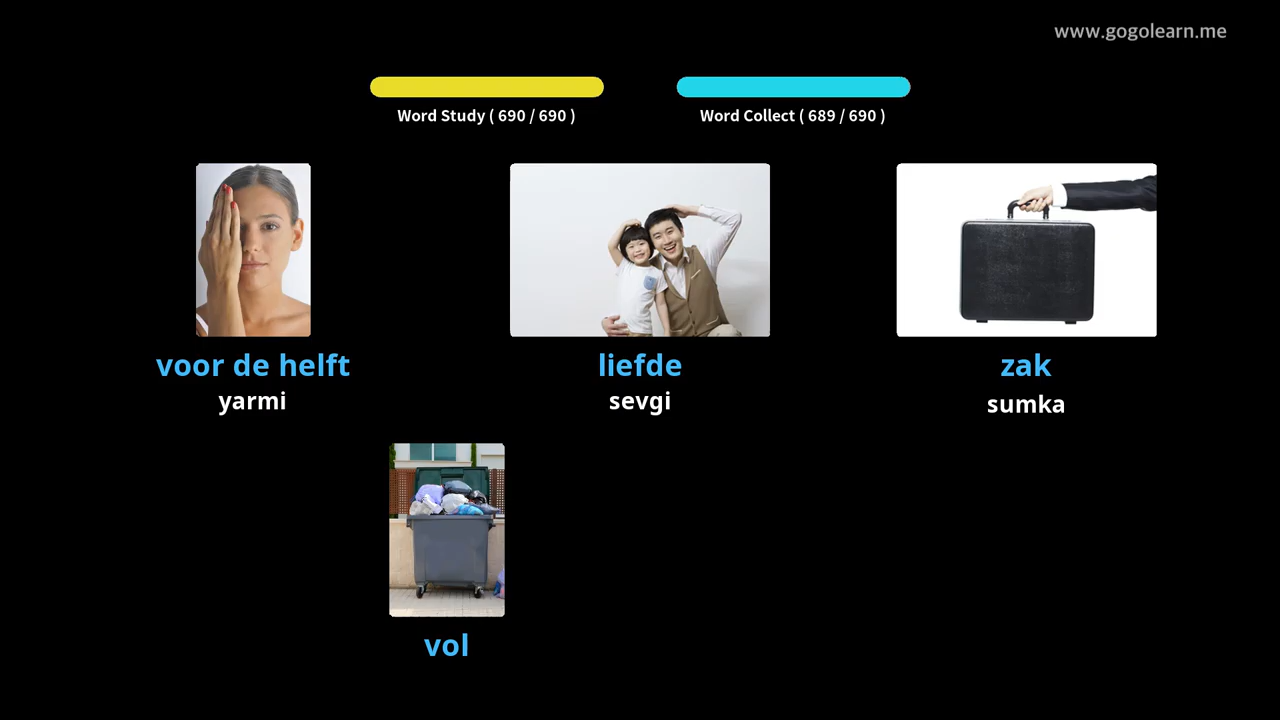 www.gogolearn.me
Word Study ( 690 / 690 )
Word Collect ( 689 / 690 )
voor de helft
yarmi
liefde
sevgi
zak
sumka
vol